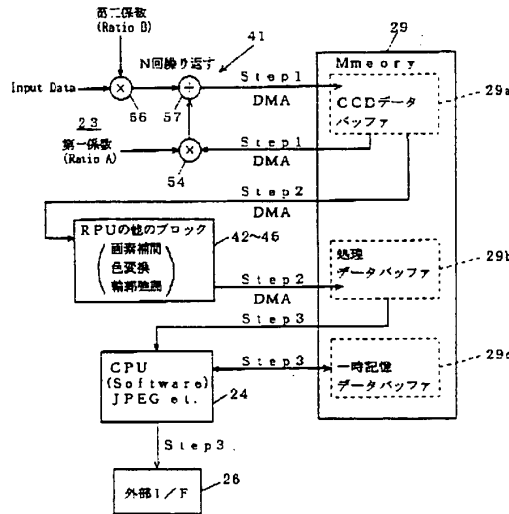 第二係数
(Ratio B)
N回繰り返す
41
29
Input Data
×
÷
Step1
DMA
Mmeory
29a
CCDデータ
バッファ
56
57
23
第一係数
(Ratio A)
×
54
Step1
DMA
Step2
DMA
RPUの他のブロック
画素補間
色変換
輪郭強調
42~46
Step2
DMA
処理
データバッファ
29b
Step3
CPU
(Software)
JPEG et.
24
Step3
一時記憶
データバッファ
29c
Step3
外部I/F
26